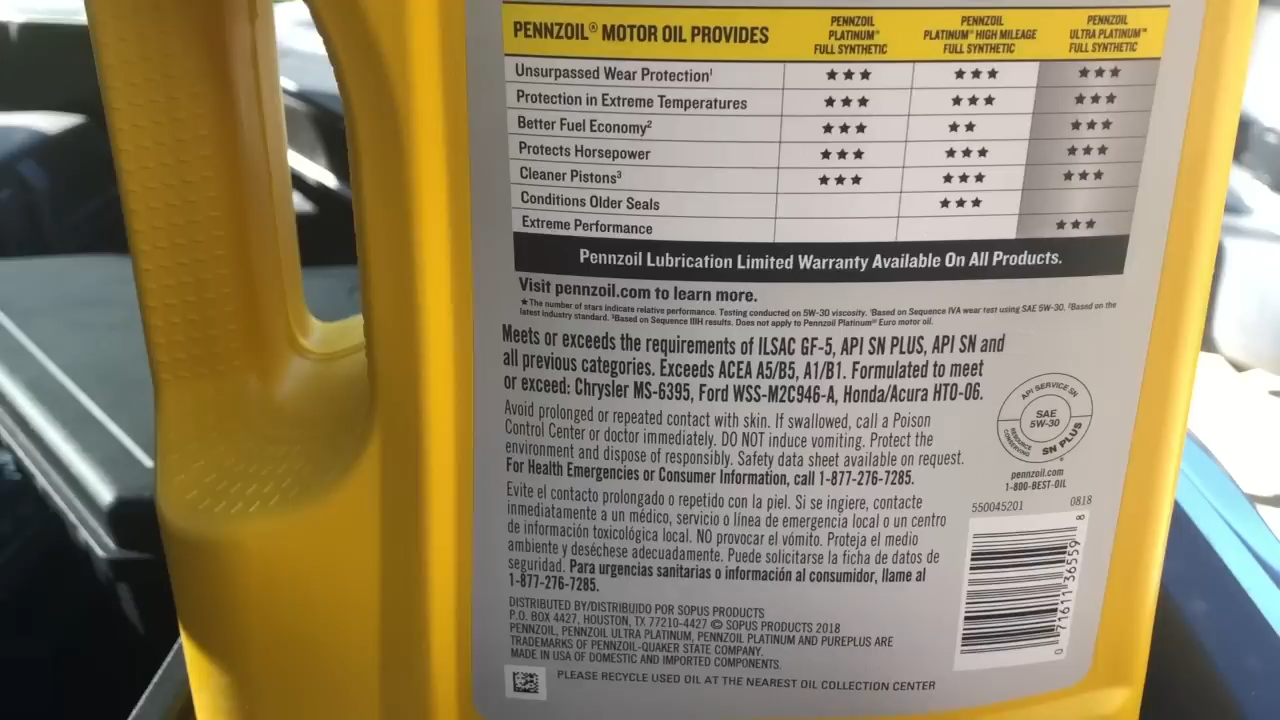 PENNZOIL® MOTOR OIL PROVIDES
PENNZOIL PLATINUM® FULL SYNTHETIC
PENNZOIL PLATINUM® HIGH MILEAGE FULL SYNTHETIC
PENNZOIL ULTRA PLATINUM™ FULL SYNTHETIC
Unsurpassed Wear Protection¹ ★★★ ★★★ ★★★
Protection in Extreme Temperatures ★★★ ★★★ ★★★
Better Fuel Economy² ★★★ ★★ ★★★
Protects Horsepower ★★★ ★★★ ★★★
Cleaner Pistons³ ★★★ ★★★ ★★★
Conditions Older Seals ★★★
Extreme Performance ★★★
Pennzoil Lubrication Limited Warranty Available On All Products.
Visit pennzoil.com to learn more.
★The number of stars indicate relative performance. Testing conducted on 5W-30 viscosity. ¹Based on Sequence IVA wear test using SAE 5W-30. ²Based on the
latest industry standard. ³Based on Sequence IIIH results. Does not apply to Pennzoil Platinum® Euro motor oil.
Meets or exceeds the requirements of ILSAC GF-5, API SN PLUS, API SN and
all previous categories. Exceeds ACEA A5/B5, A1/B1. Formulated to meet
or exceed: Chrysler MS-6395, Ford WSS-M2C946-A, Honda/Acura HTO-06.
Avoid prolonged or repeated contact with skin. If swallowed, call a Poison
Control Center or doctor immediately. DO NOT induce vomiting. Protect the
environment and dispose of responsibly. Safety data sheet available on request.
For Health Emergencies or Consumer Information, call 1-877-276-7285.
Evite el contacto prolongado o repetido con la piel. Si se ingiere, contacte
inmediatamente a un médico, servicio o línea de emergencia local o un centro
de información toxicológica local. NO provocar el vómito. Proteja el medio
ambiente y deséchese adecuadamente. Puede solicitarse la ficha de datos de
seguridad. Para urgencias sanitarias o información al consumidor, llame al
1-877-276-7285.
DISTRIBUTED BY/DISTRIBUIDO POR SOPUS PRODUCTS
P.O. BOX 4427, HOUSTON, TX 77210-4427 © SOPUS PRODUCTS 2018
PENNZOIL, PENNZOIL ULTRA PLATINUM, PENNZOIL PLATINUM AND PUREPLUS ARE
TRADEMARKS OF PENNZOIL-QUAKER STATE COMPANY.
MADE IN USA OF DOMESTIC AND IMPORTED COMPONENTS.
PLEASE RECYCLE USED OIL AT THE NEAREST OIL COLLECTION CENTER
API SERVICE SN
SAE
5W-30
RESOURCE CONSERVING
SN PLUS
pennzoil.com
1-800-BEST-OIL
550045201 0818
0 71611 36559 8